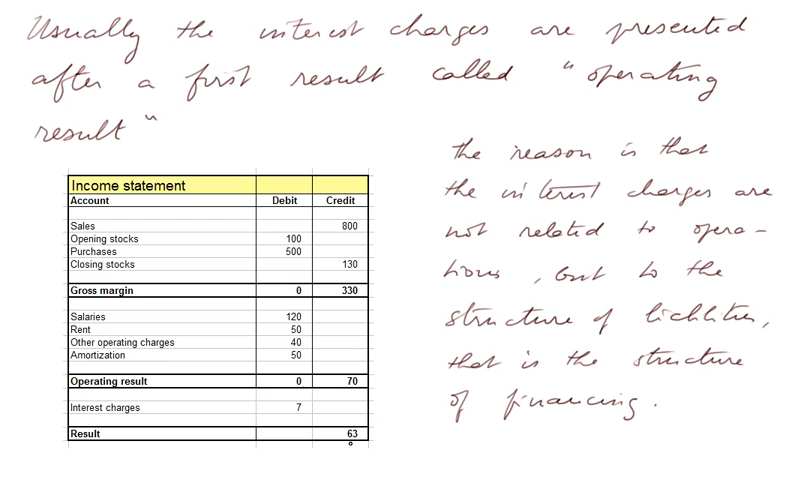 Usually the interest charges are presented
after a first result called "operating
result"
the reason is that
the interest charges are
not related to opera-
tions, but to the
structure of liabilities,
that is the structure
of financing.
Income statement
Account Debit Credit
Sales 800
Opening stocks 100
Purchases 500
Closing stocks 130
Gross margin 0 330
Salaries 120
Rent 50
Other operating charges 40
Amortization 50
Operating result 0 70
Interest charges 7
Result 63